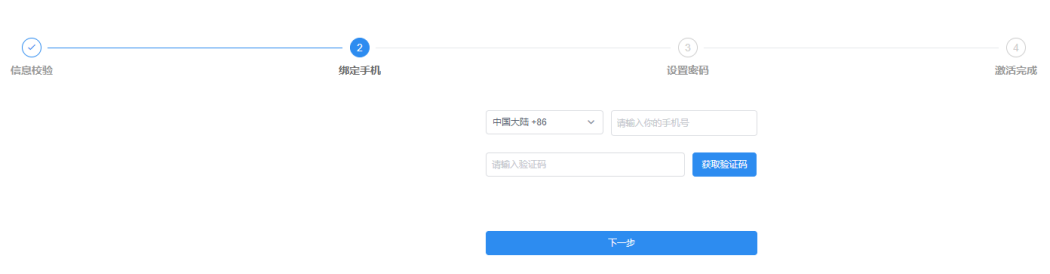 2 3 4
信息校验 绑定手机 设置密码 激活完成
中国大陆 +86 请输入你的手机号
请输入验证码 获取验证码
下一步